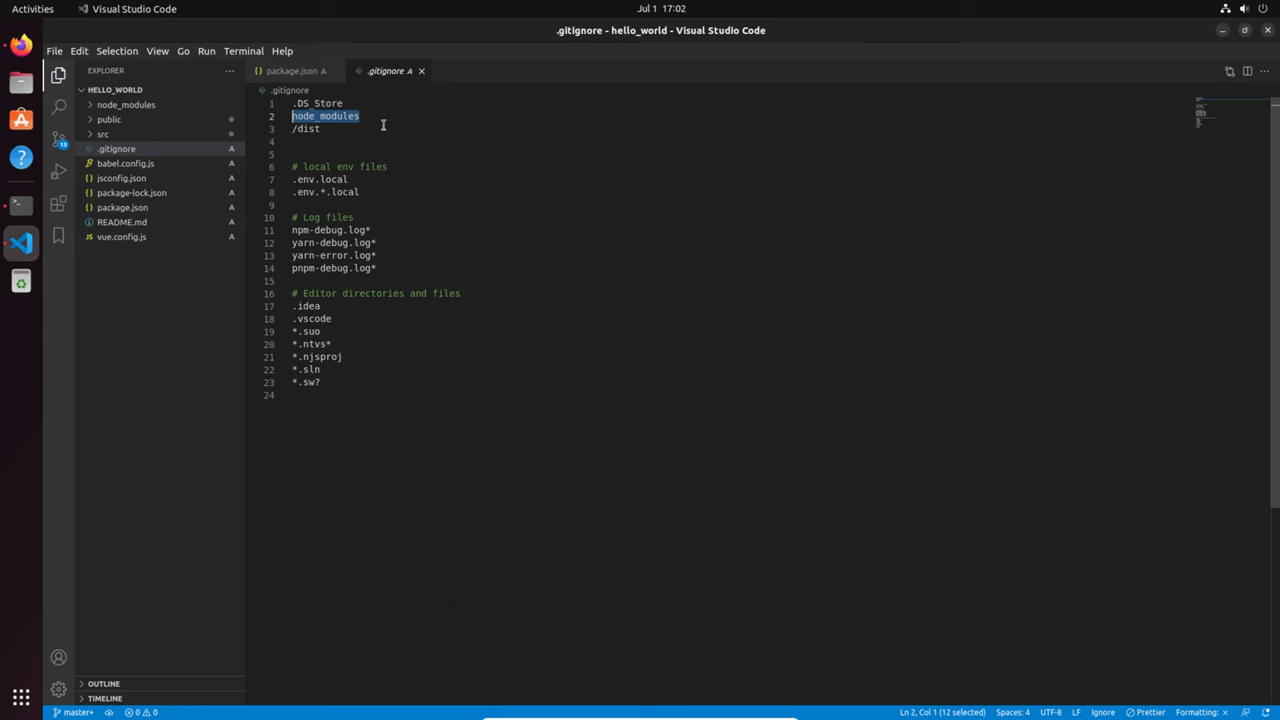 Activities
Visual Studio Code
Jul 1 17:02
.gitignore - hello_world - Visual Studio Code
File Edit Selection View Go Run Terminal Help
EXPLORER
package.json A
.gitignore A
HELLO_WORLD
node_modules
public
src
.gitignore A
babel.config.js A
jsconfig.json A
package-lock.json A
package.json A
README.md A
vue.config.js A
13
OUTLINE
TIMELINE
.gitignore
1 .DS_Store
2 node_modules
3 /dist
4
5
6 # local env files
7 .env.local
8 .env.*.local
9
10 # Log files
11 npm-debug.log*
12 yarn-debug.log*
13 yarn-error.log*
14 pnpm-debug.log*
15
16 # Editor directories and files
17 .idea
18 .vscode
19 *.suo
20 *.ntvs*
21 *.njsproj
22 *.sln
23 *.sw?
24
master+ 0 0
Ln 2, Col 1 (12 selected) Spaces: 4 UTF-8 LF Ignore Prettier Formatting: ×